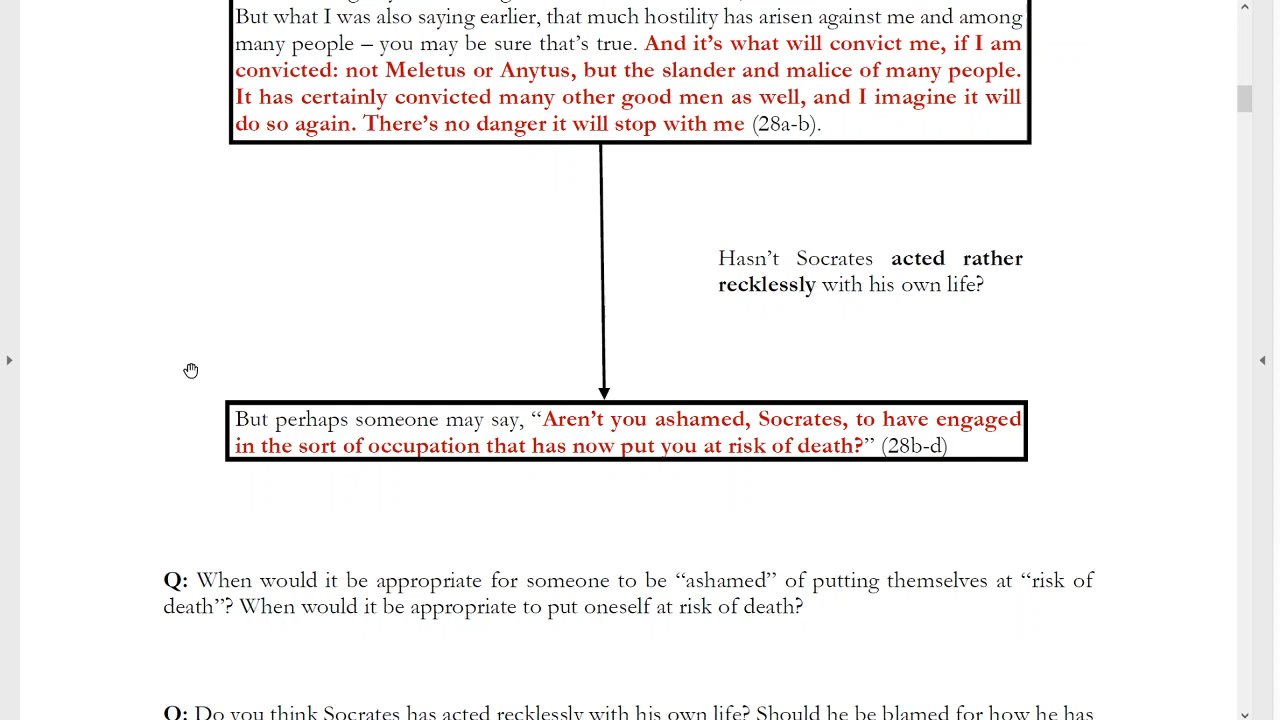 But what I was also saying earlier, that much hostility has arisen against me and among
many people – you may be sure that's true. And it's what will convict me, if I am
convicted: not Meletus or Anytus, but the slander and malice of many people.
It has certainly convicted many other good men as well, and I imagine it will
do so again. There's no danger it will stop with me (28a-b).
Hasn't Socrates acted rather
recklessly with his own life?
But perhaps someone may say, “Aren't you ashamed, Socrates, to have engaged
in the sort of occupation that has now put you at risk of death?” (28b-d)
Q: When would it be appropriate for someone to be “ashamed” of putting themselves at “risk of
death”? When would it be appropriate to put oneself at risk of death?
Q: Do you think Socrates has acted recklessly with his own life? Should he be blamed for how he has